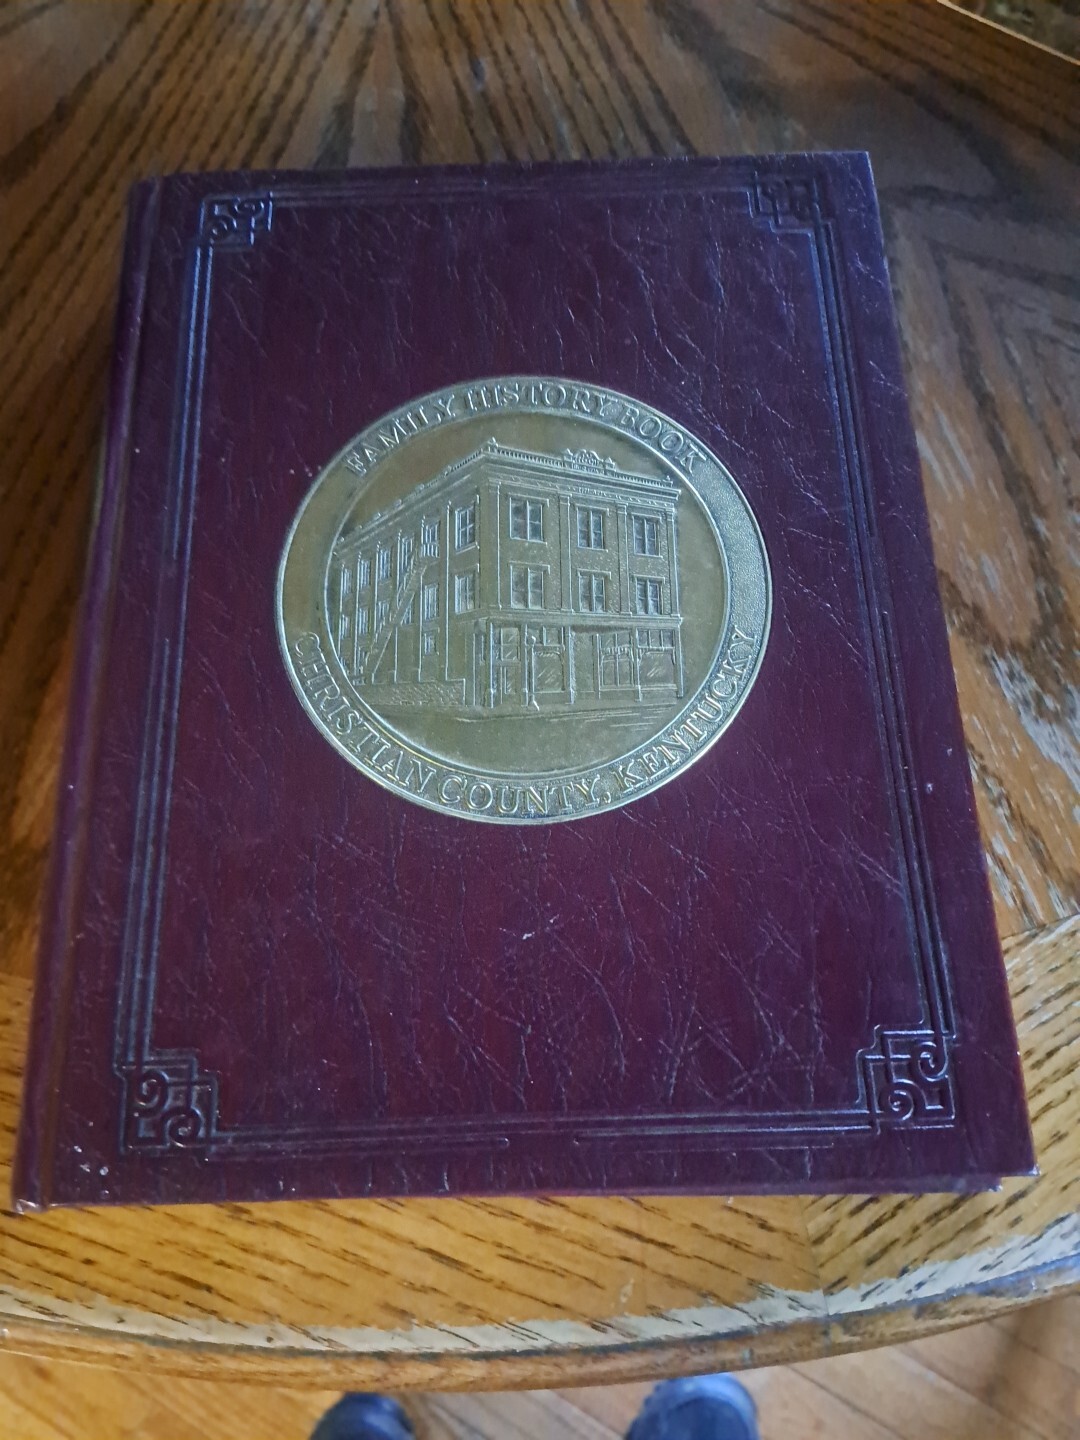 FAMILY HISTORY BOOK
CHRISTIAN COUNTY, KENTUCKY